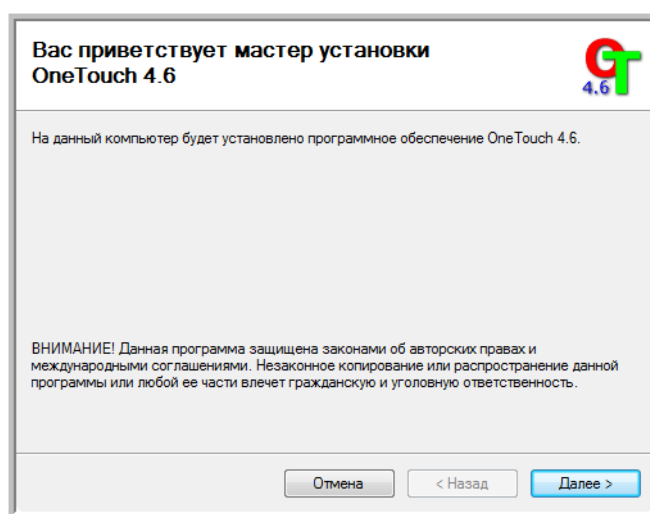 Вас приветствует мастер установки
OneTouch 4.6
OT
4.6
На данный компьютер будет установлено программное обеспечение OneTouch 4.6.
ВНИМАНИЕ! Данная программа защищена законами об авторских правах и
международными соглашениями. Незаконное копирование или распространение данной
программы или любой ее части влечет гражданскую и уголовную ответственность.
Отмена
< Назад
Далее >